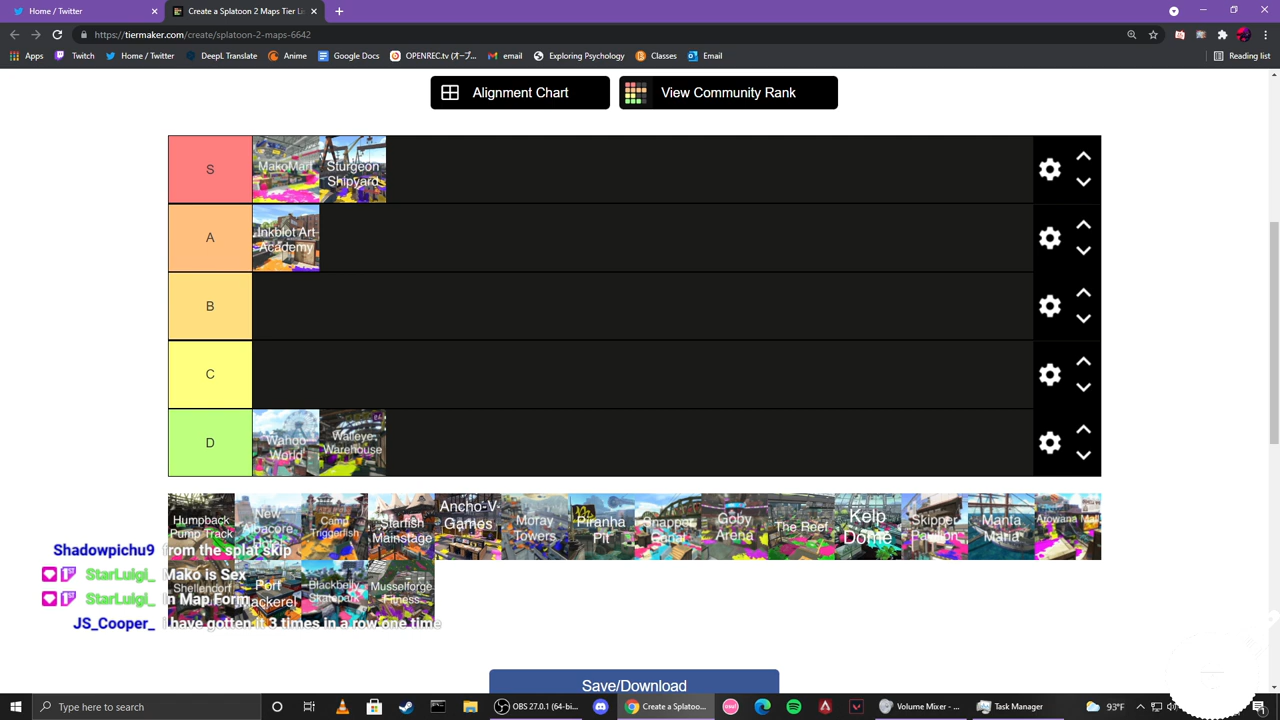 Home / Twitter
Create a Splatoon 2 Maps Tier Li
https://tiermaker.com/create/splatoon-2-maps-6642
Apps
Twitch
Home / Twitter
DeepL Translate
Anime
Google Docs
OPENREC.tv (オープ...
email
Exploring Psychology
Classes
Email
Reading list
Alignment Chart
View Community Rank
S
MakoMart
Sturgeon
Shipyard
A
Inkblot Art
Academy
B
C
D
Wahoo
World
Walleye
Warehouse
Humpback
Pump Track
New
Albacore
Hotel
Camp
Triggerfish
Starfish
Mainstage
Ancho-V
Games
Moray
Towers
Piranha
Pit
Snapper
Canal
Goby
Arena
The Reef
Kelp
Dome
Skipper
Pavilion
Manta
Maria
Arowana Mall
Shellendorf
Port
Mackerel
Blackbelly
Skatepark
Musselforge
Fitness
Shadowpichu9 from the splat skip
StarLuigi_ Mako is Sex
StarLuigi_ In Map Form
JS_Cooper_ i have gotten it 3 times in a row one time
Save/Download
Type here to search
OBS 27.0.1 (64-bi...
Create a Splatoo...
osu!
Volume Mixer - ...
Task Manager
93°F
1